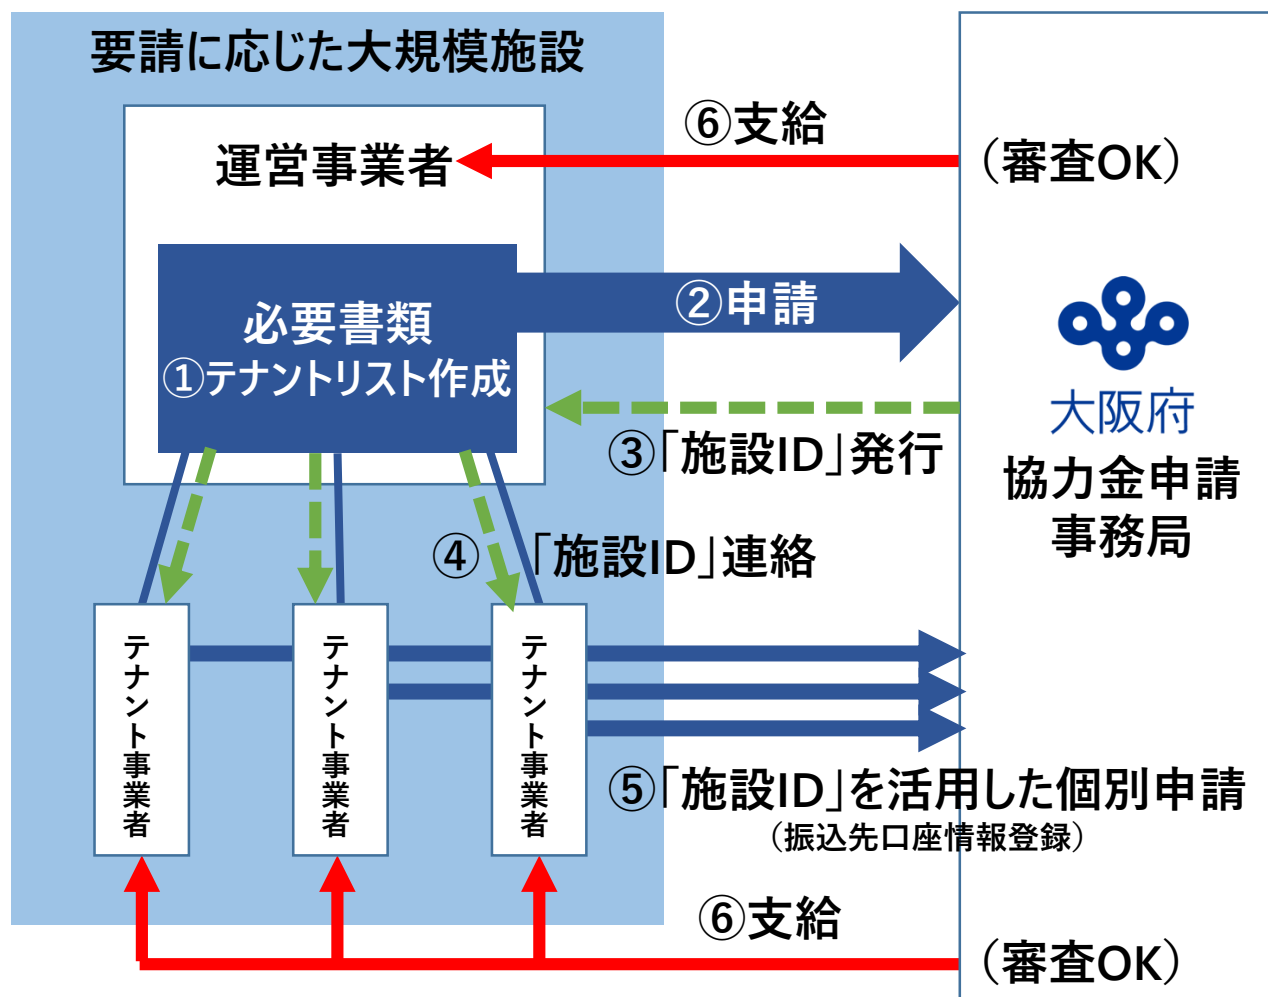 要請に応じた大規模施設
⑥支給
（審査OK）
運営事業者
必要書類
①テナントリスト作成
②申請
大阪府
③「施設ID」発行
協力金申請
事務局
④ 「施設ID」連絡
テナント事業者
テナント事業者
テナント事業者
⑤「施設ID」を活用した個別申請
（振込先口座情報登録）
⑥支給
（審査OK）